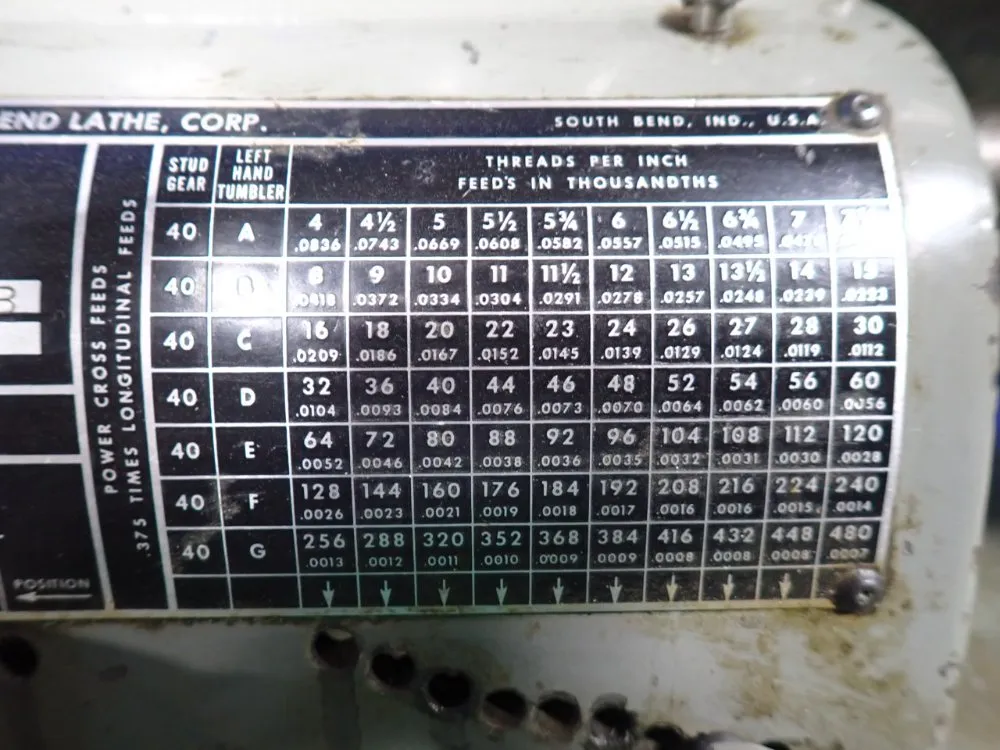 END LATHE, CORP. SOUTH BEND, IND., U.S.A.
POWER CROSS FEEDS
.375 TIMES LONGITUDINAL FEEDS
STUD GEAR
LEFT HAND TUMBLER
THREADS PER INCH
FEED'S IN THOUSANDTHS
40 A 4 4½ 5 5½ 5¾ 6 6½ 6¾ 7
.0836 .0743 .0669 .0608 .0582 .0557 .0515 .0495
40 8 9 10 11 11½ 12 13 13½ 14 15
.0418 .0372 .0334 .0304 .0291 .0278 .0257 .0248 .0239 .0223
40 C 16 18 20 22 23 24 26 27 28 30
.0209 .0186 .0167 .0152 .0145 .0139 .0129 .0124 .0119 .0112
40 D 32 36 40 44 46 48 52 54 56 60
.0104 .0093 .0084 .0076 .0073 .0070 .0064 .0062 .0060 .0056
40 E 64 72 80 88 92 96 104 108 112 120
.0052 .0046 .0042 .0038 .0036 .0035 .0032 .0031 .0030 .0028
40 F 128 144 160 176 184 192 208 216 224 240
.0026 .0023 .0021 .0019 .0018 .0017 .0016 .0016 .0015 .0014
40 G 256 288 320 352 368 384 416 432 448 480
.0013 .0012 .0011 .0010 .0009 .0009 .0008 .0008 .0008 .0007
POSITION